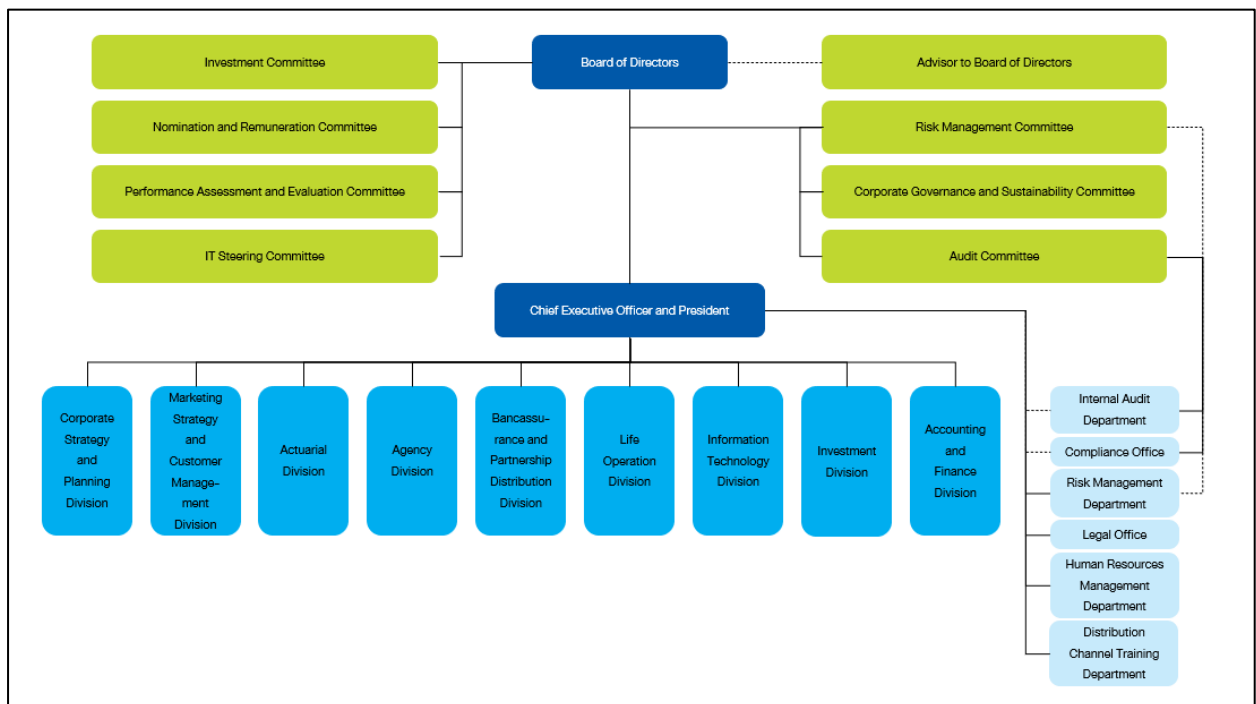 Investment Committee
Board of Directors
Advisor to Board of Directors
Nomination and Remuneration Committee
Risk Management Committee
Performance Assessment and Evaluation Committee
Corporate Governance and Sustainability Committee
IT Steering Committee
Audit Committee
Chief Executive Officer and President
Corporate
Strategy
and
Planning
Division
Marketing
Strategy
and
Customer
Manage-
ment
Division
Actuarial
Division
Agency
Division
Bancassu-
rance and
Partnership
Distribution
Division
Life
Operation
Division
Information
Technology
Division
Investment
Division
Accounting
and
Finance
Division
Internal Audit
Department
Compliance Office
Risk Management
Department
Legal Office
Human Resources
Management
Department
Distribution
Channel Training
Department